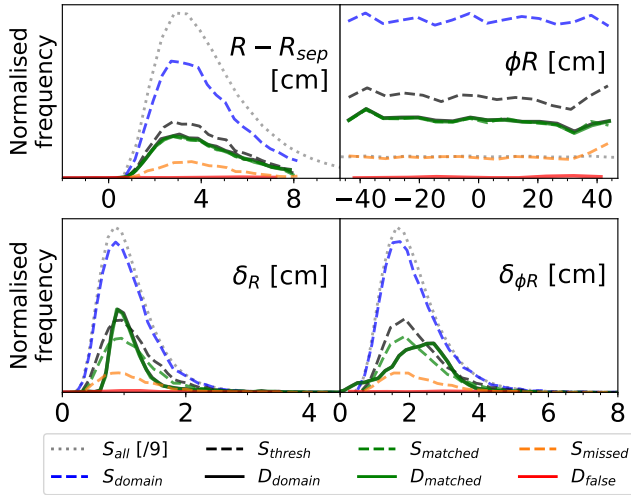 Normalised
frequency
R − R_sep
[cm]
ϕR [cm]
0 4 8
−40 −20 0 20 40
Normalised
frequency
δ_R [cm]
δ_ϕR [cm]
0 2 4
0 2 4 6 8
S_all [/9] S_thresh S_matched S_missed
S_domain D_domain D_matched D_false